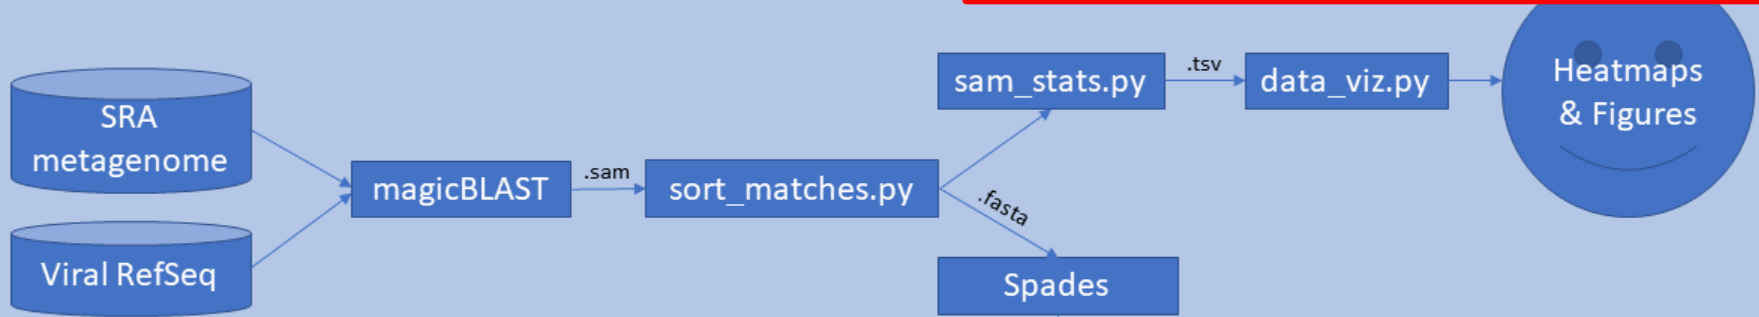 SRA
metagenome
Viral RefSeq
magicBLAST
.sam
sort_matches.py
sam_stats.py
.tsv
data_viz.py
Heatmaps
& Figures
.fasta
Spades